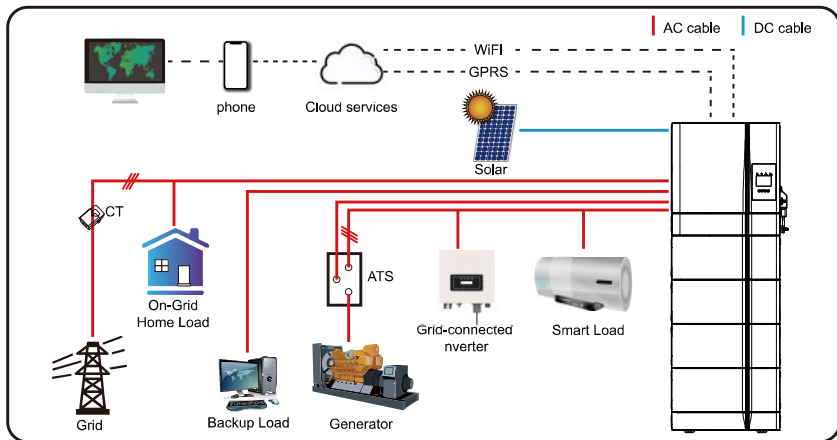 AC cable
DC cable
WiFI
GPRS
phone
Cloud services
Solar
CT
On-Grid
Home Load
ATS
Grid-connected
nverter
Smart Load
Grid
Backup Load
Generator